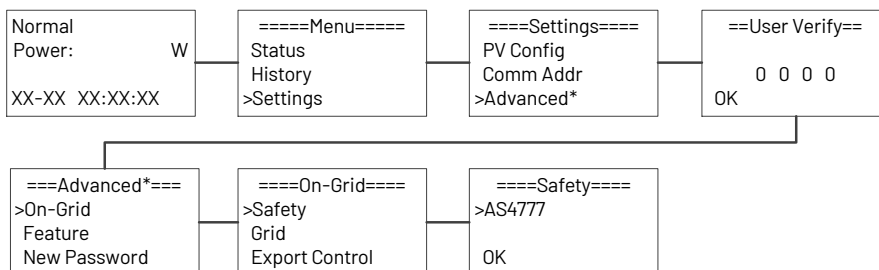 Normal
Power: W
XX-XX XX:XX:XX
=====Menu=====
Status
History
>Settings
====Settings====
PV Config
Comm Addr
>Advanced*
==User Verify==
0 0 0 0
OK
===Advanced*===
>On-Grid
Feature
New Password
====On-Grid====
>Safety
Grid
Export Control
====Safety====
>AS4777
OK